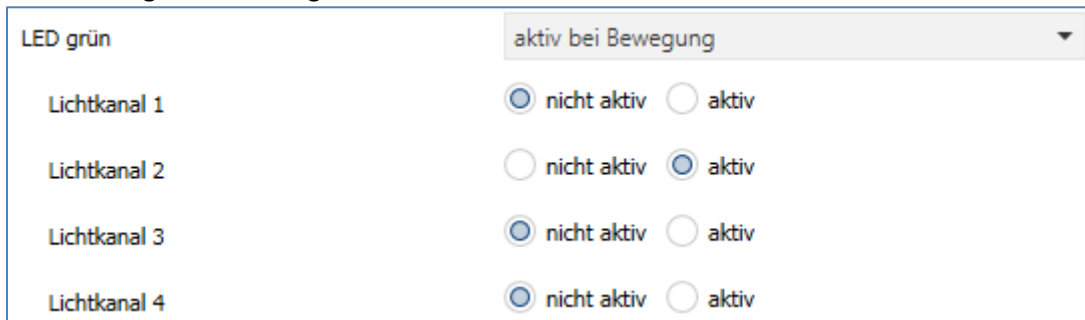 LED grün aktiv bei Bewegung
Lichtkanal 1 nicht aktiv aktiv
Lichtkanal 2 nicht aktiv aktiv
Lichtkanal 3 nicht aktiv aktiv
Lichtkanal 4 nicht aktiv aktiv